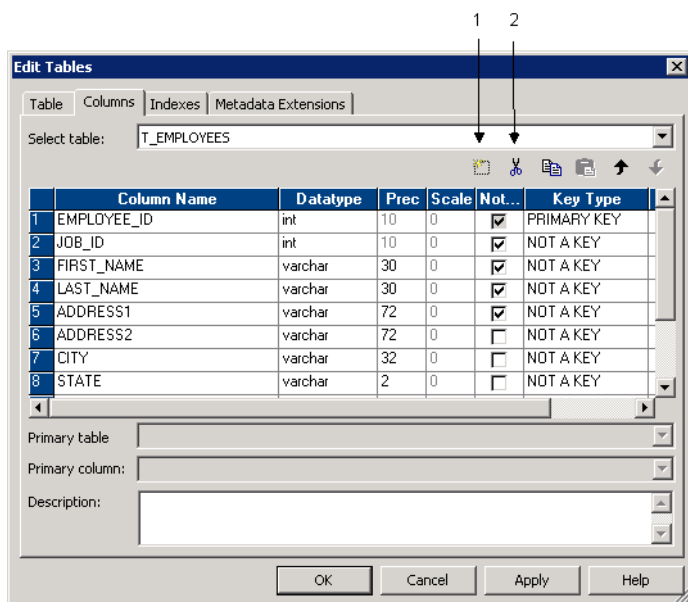 1 2
Edit Tables
Table Columns Indexes Metadata Extensions
Select table: T_EMPLOYEES
Column Name Datatype Prec Scale Not... Key Type
1 EMPLOYEE_ID int 10 0 PRIMARY KEY
2 JOB_ID int 10 0 NOT A KEY
3 FIRST_NAME varchar 30 0 NOT A KEY
4 LAST_NAME varchar 30 0 NOT A KEY
5 ADDRESS1 varchar 72 0 NOT A KEY
6 ADDRESS2 varchar 72 0 NOT A KEY
7 CITY varchar 32 0 NOT A KEY
8 STATE varchar 2 0 NOT A KEY
Primary table
Primary column:
Description:
OK Cancel Apply Help